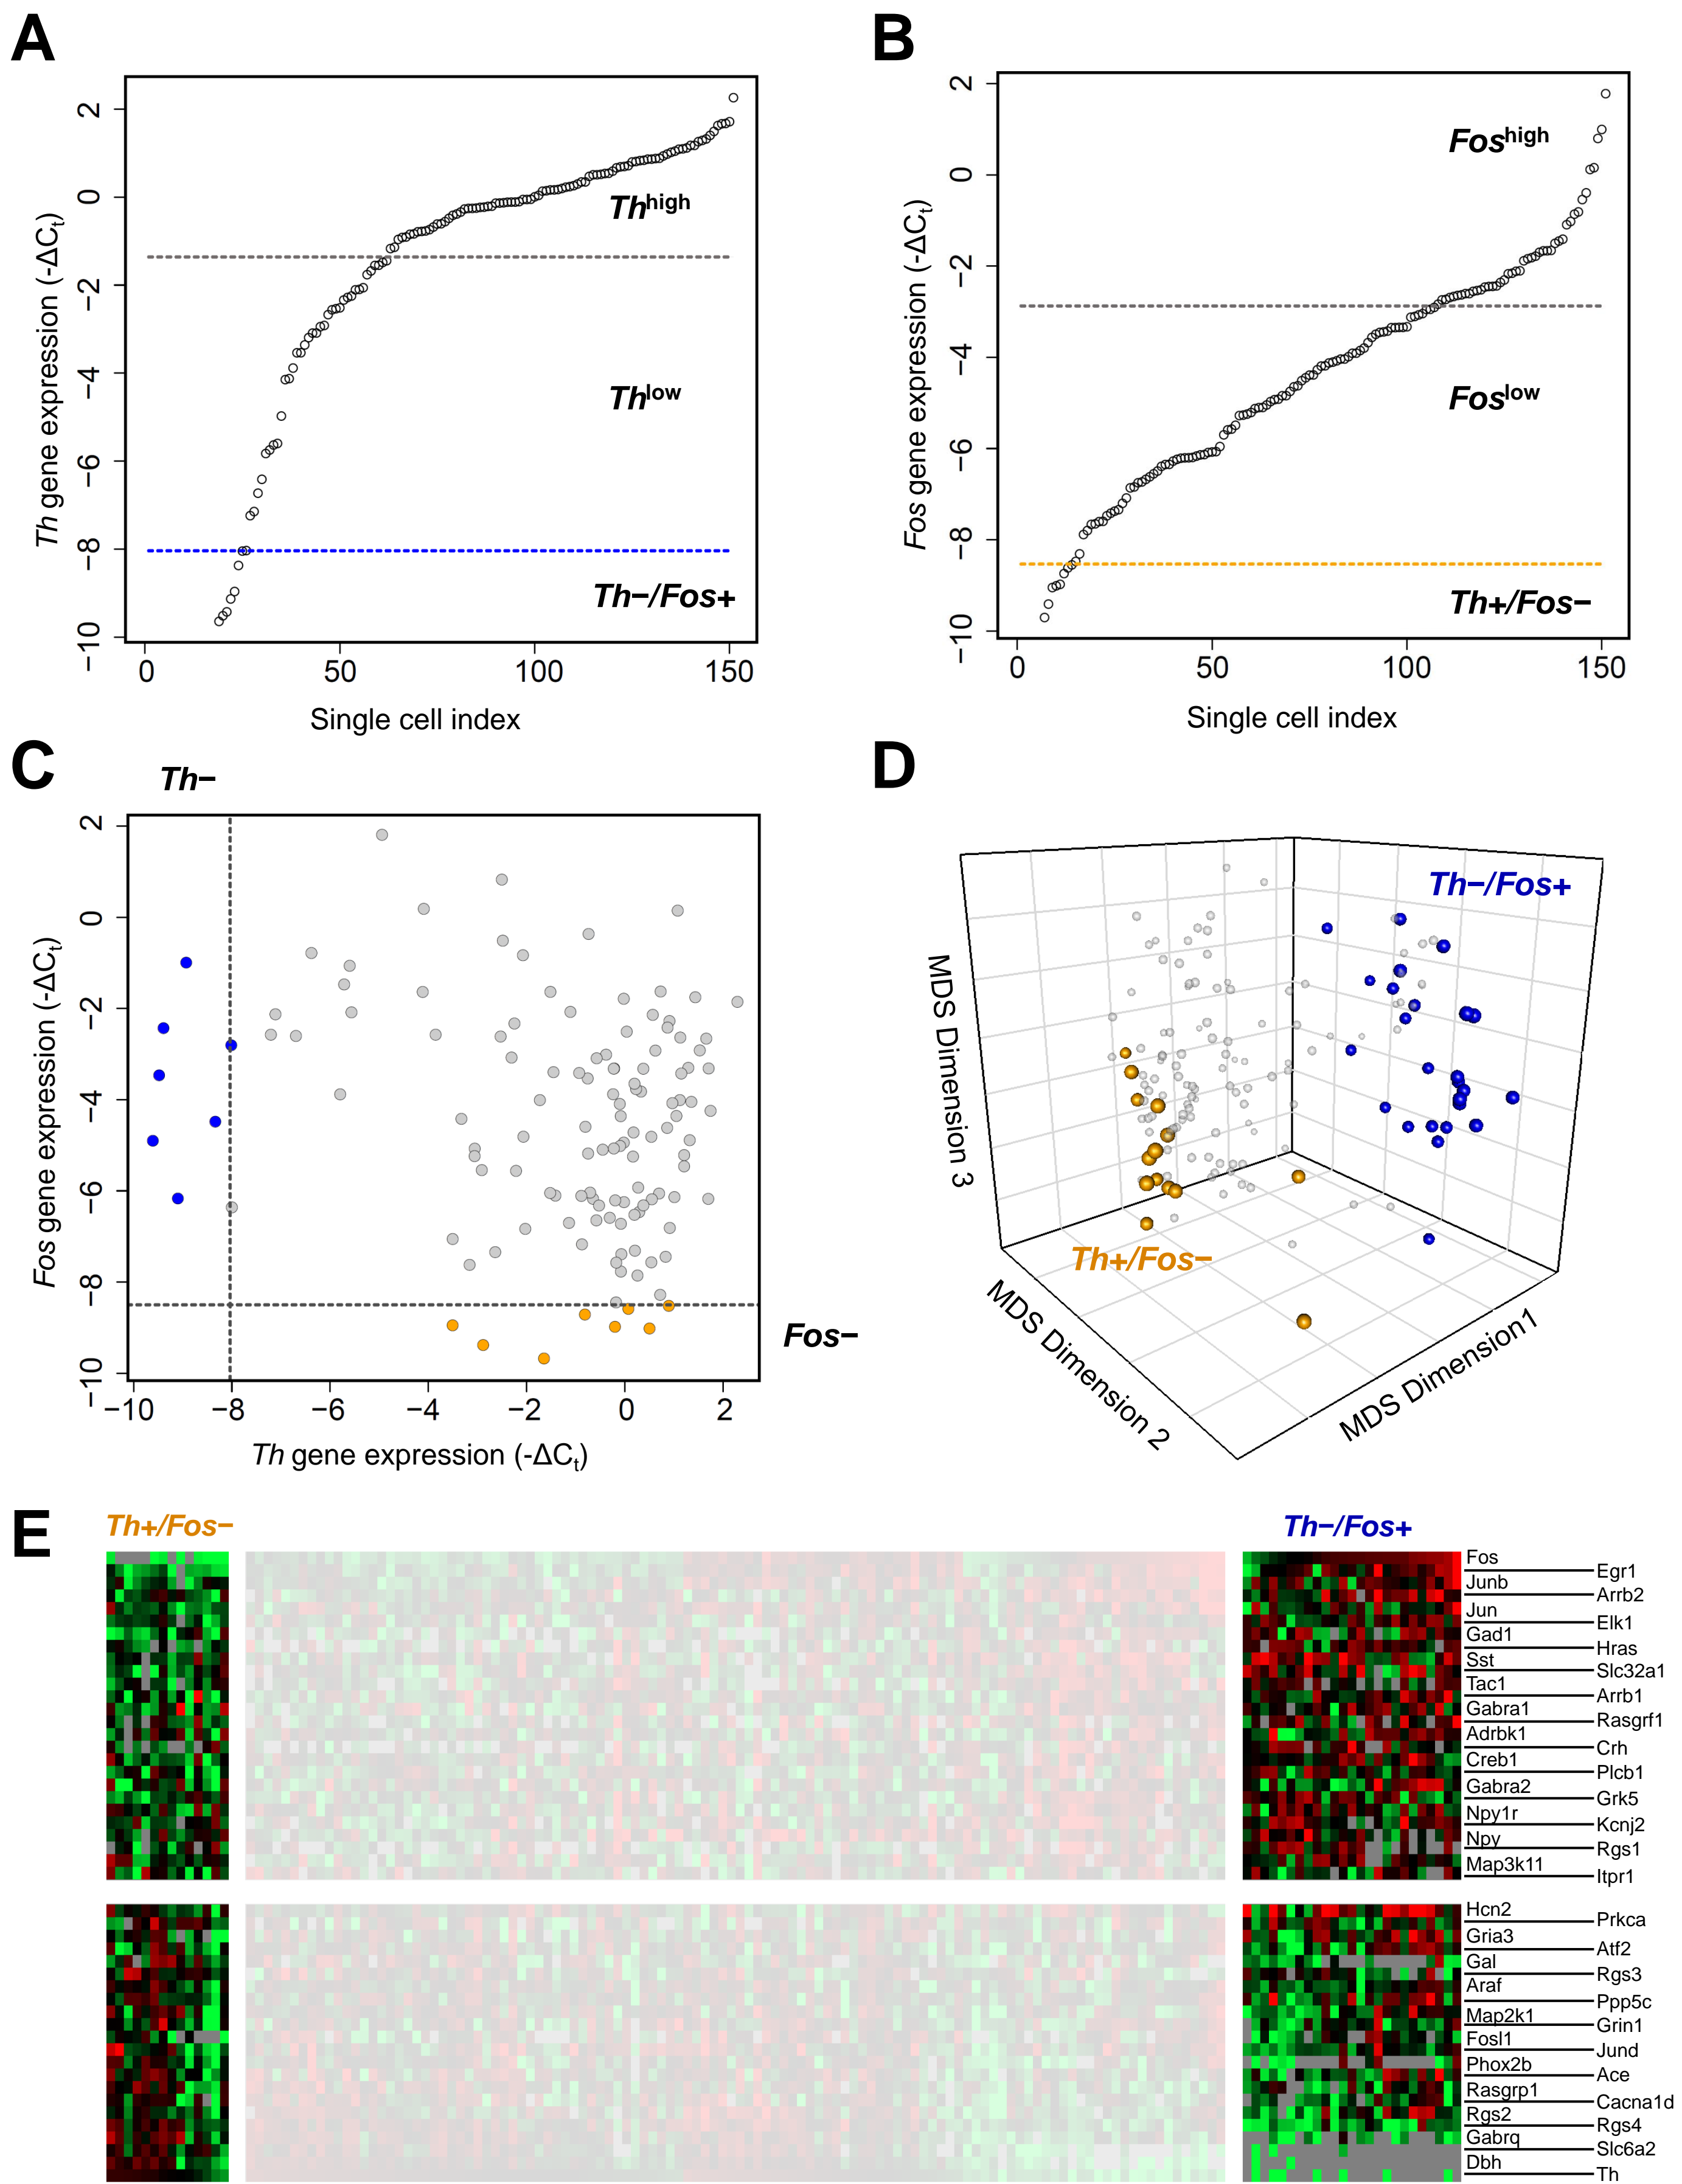 A
Th gene expression (-ΔCt)
2
0
−2
−4
−6
−8
−10
Thhigh
Thlow
Th−/Fos+
0
50
100
150
Single cell index
B
Fos gene expression (-ΔCt)
2
0
−2
−4
−6
−8
−10
Foshigh
Foslow
Th+/Fos−
0
50
100
150
Single cell index
C
Th−
Fos gene expression (-ΔCt)
2
0
−2
−4
−6
−8
−10
Fos−
−10
−8
−6
−4
−2
0
2
Th gene expression (-ΔCt)
D
Th−/Fos+
MDS Dimension 3
Th+/Fos−
MDS Dimension 2
MDS Dimension1
E
Th+/Fos−
Th−/Fos+
Fos
Egr1
Junb
Arrb2
Jun
Elk1
Gad1
Hras
Sst
Slc32a1
Tac1
Arrb1
Gabra1
Rasgrf1
Adrbk1
Crh
Creb1
Plcb1
Gabra2
Grk5
Npy1r
Kcnj2
Npy
Rgs1
Map3k11
Itpr1
Hcn2
Prkca
Gria3
Atf2
Gal
Rgs3
Araf
Ppp5c
Map2k1
Grin1
Fosl1
Jund
Phox2b
Ace
Rasgrp1
Cacna1d
Rgs2
Rgs4
Gabrq
Slc6a2
Dbh
Th